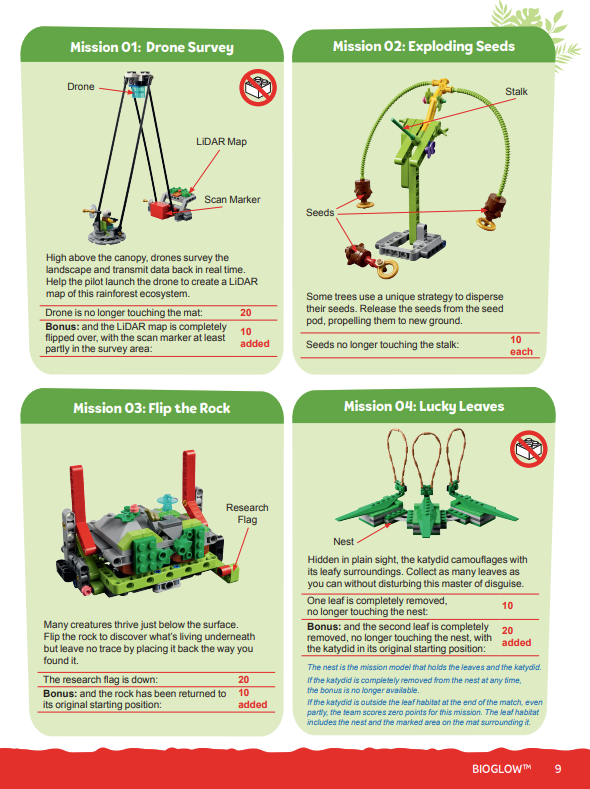 Mission 01: Drone Survey
Drone
LiDAR Map
Scan Marker
High above the canopy, drones survey the
landscape and transmit data back in real time.
Help the pilot launch the drone to create a LiDAR
map of this rainforest ecosystem.
Drone is no longer touching the mat: 20
Bonus: and the LiDAR map is completely
flipped over, with the scan marker at least
partly in the survey area:
10
added
Mission 02: Exploding Seeds
Stalk
Seeds
Some trees use a unique strategy to disperse
their seeds. Release the seeds from the seed
pod, propelling them to new ground.
Seeds no longer touching the stalk:
10
each
Mission 03: Flip the Rock
Research
Flag
Many creatures thrive just below the surface.
Flip the rock to discover what's living underneath
but leave no trace by placing it back the way you
found it.
The research flag is down: 20
Bonus: and the rock has been returned to
its original starting position:
10
added
Mission 04: Lucky Leaves
Nest
Hidden in plain sight, the katydid camouflages with
its leafy surroundings. Collect as many leaves as
you can without disturbing this master of disguise.
One leaf is completely removed,
no longer touching the nest:
10
Bonus: and the second leaf is completely
removed, no longer touching the nest, with
the katydid in its original starting position:
20
added
The nest is the mission model that holds the leaves and the katydid.
If the katydid is completely removed from the nest at any time,
the bonus is no longer available.
If the katydid is outside the leaf habitat at the end of the match, even
partly, the team scores zero points for this mission. The leaf habitat
includes the nest and the marked area on the mat surrounding it.
BIOGLOW™ 9